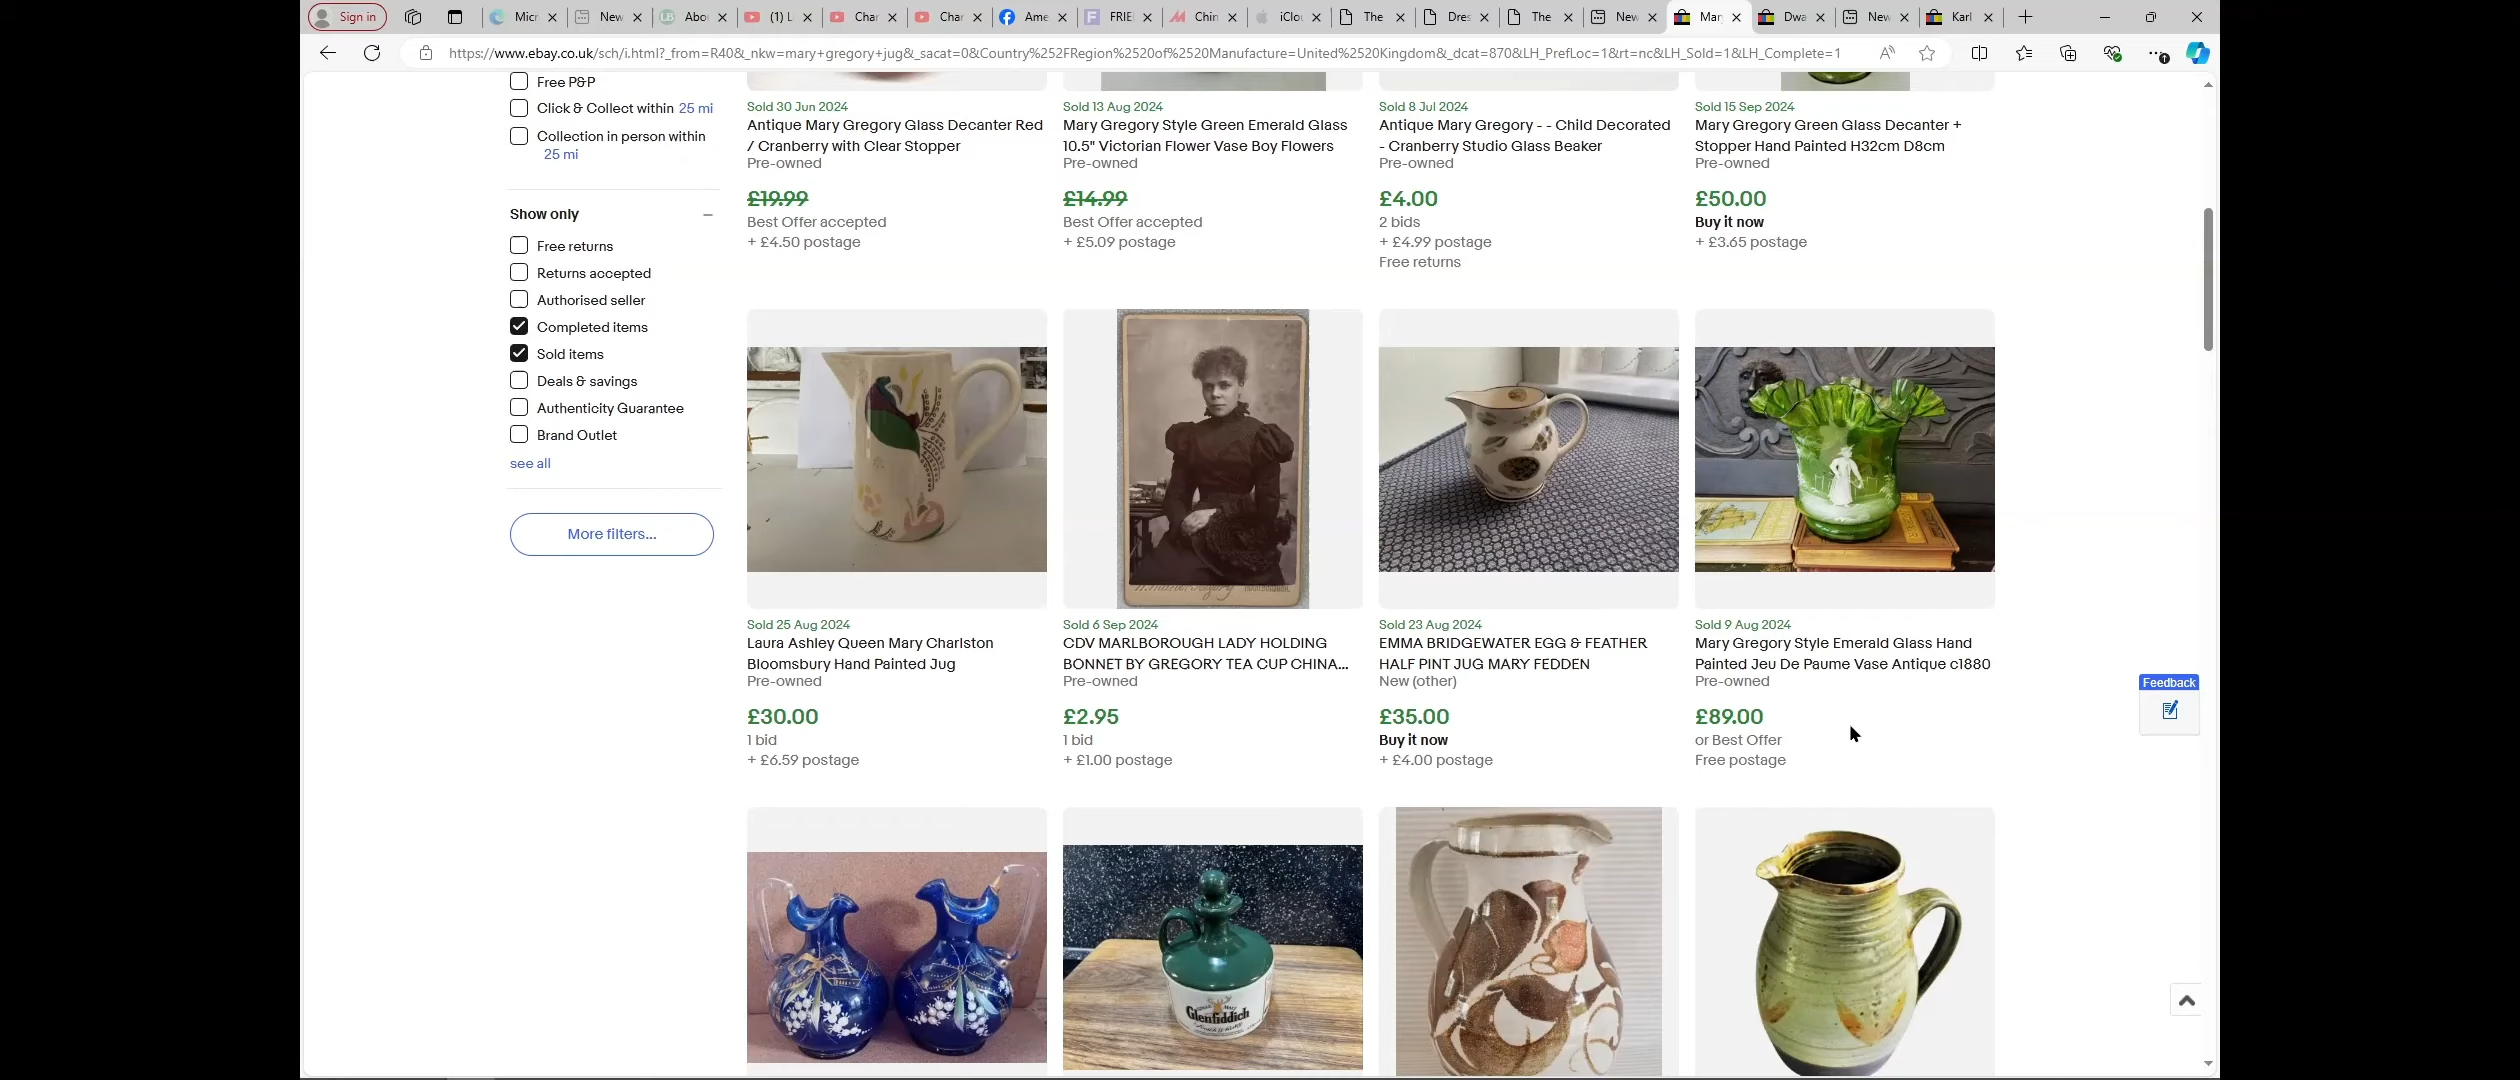 Sign in
Micr
New
Abo
(1) L
Char
Char
Ame
FRIE
Chin
iClou
The
Dres
The
New
Mary
Dwa
New
Karl
https://www.ebay.co.uk/sch/i.html?_from=R40&_nkw=mary+gregory+jug&_sacat=0&Country%252FRegion%2520of%2520Manufacture=United%2520Kingdom&_dcat=870&LH_PrefLoc=1&rt=nc&LH_Sold=1&LH_Complete=1
Free P&P
Click & Collect within 25 mi
Collection in person within
25 mi
Show only
Free returns
Returns accepted
Authorised seller
Completed items
Sold items
Deals & savings
Authenticity Guarantee
Brand Outlet
see all
More filters...
Sold 30 Jun 2024
Antique Mary Gregory Glass Decanter Red
/ Cranberry with Clear Stopper
Pre-owned
£19.99
Best Offer accepted
+ £4.50 postage
Sold 13 Aug 2024
Mary Gregory Style Green Emerald Glass
10.5" Victorian Flower Vase Boy Flowers
Pre-owned
£14.99
Best Offer accepted
+ £5.09 postage
Sold 8 Jul 2024
Antique Mary Gregory - - Child Decorated
- Cranberry Studio Glass Beaker
Pre-owned
£4.00
2 bids
+ £4.99 postage
Free returns
Sold 15 Sep 2024
Mary Gregory Green Glass Decanter +
Stopper Hand Painted H32cm D8cm
Pre-owned
£50.00
Buy it now
+ £3.65 postage
Sold 25 Aug 2024
Laura Ashley Queen Mary Charlston
Bloomsbury Hand Painted Jug
Pre-owned
£30.00
1 bid
+ £6.59 postage
Sold 6 Sep 2024
CDV MARLBOROUGH LADY HOLDING
BONNET BY GREGORY TEA CUP CHINA...
Pre-owned
£2.95
1 bid
+ £1.00 postage
Sold 23 Aug 2024
EMMA BRIDGEWATER EGG & FEATHER
HALF PINT JUG MARY FEDDEN
New (other)
£35.00
Buy it now
+ £4.00 postage
Sold 9 Aug 2024
Mary Gregory Style Emerald Glass Hand
Painted Jeu De Paume Vase Antique c1880
Pre-owned
£89.00
or Best Offer
Free postage
Feedback
Glenfiddich